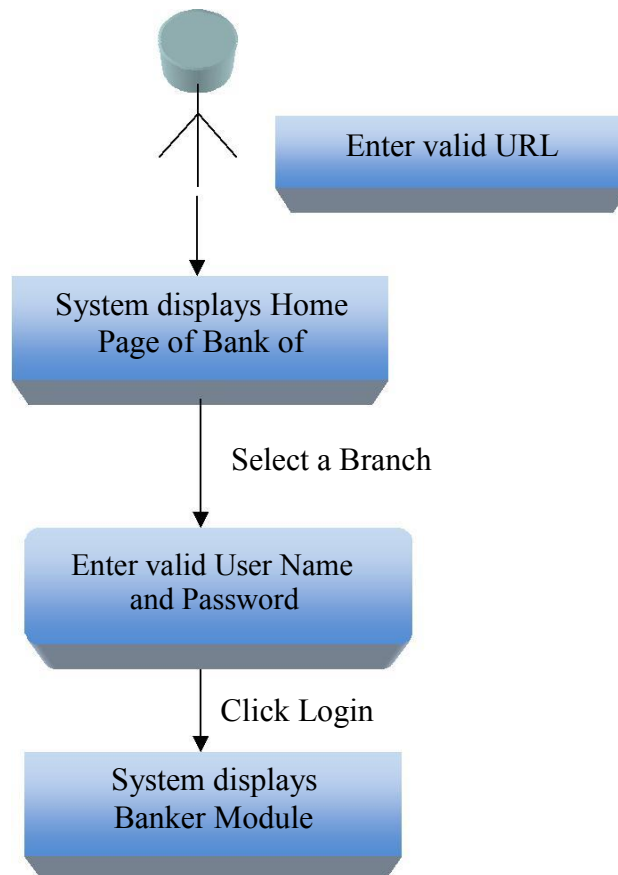 Enter valid URL
System displays Home
Page of Bank of
Select a Branch
Enter valid User Name
and Password
Click Login
System displays
Banker Module